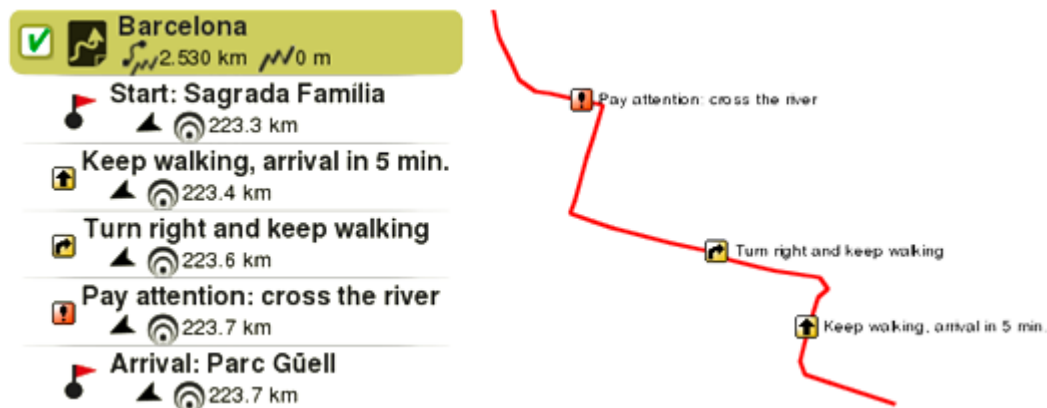 Barcelona
2.530 km 0 m
Start: Sagrada Família
223.3 km
Keep walking, arrival in 5 min.
223.4 km
Turn right and keep walking
223.6 km
Pay attention: cross the river
223.7 km
Arrival: Parc Gűell
223.7 km
Pay attention: cross the river
Turn right and keep walking
Keep walking, arrival in 5 min.